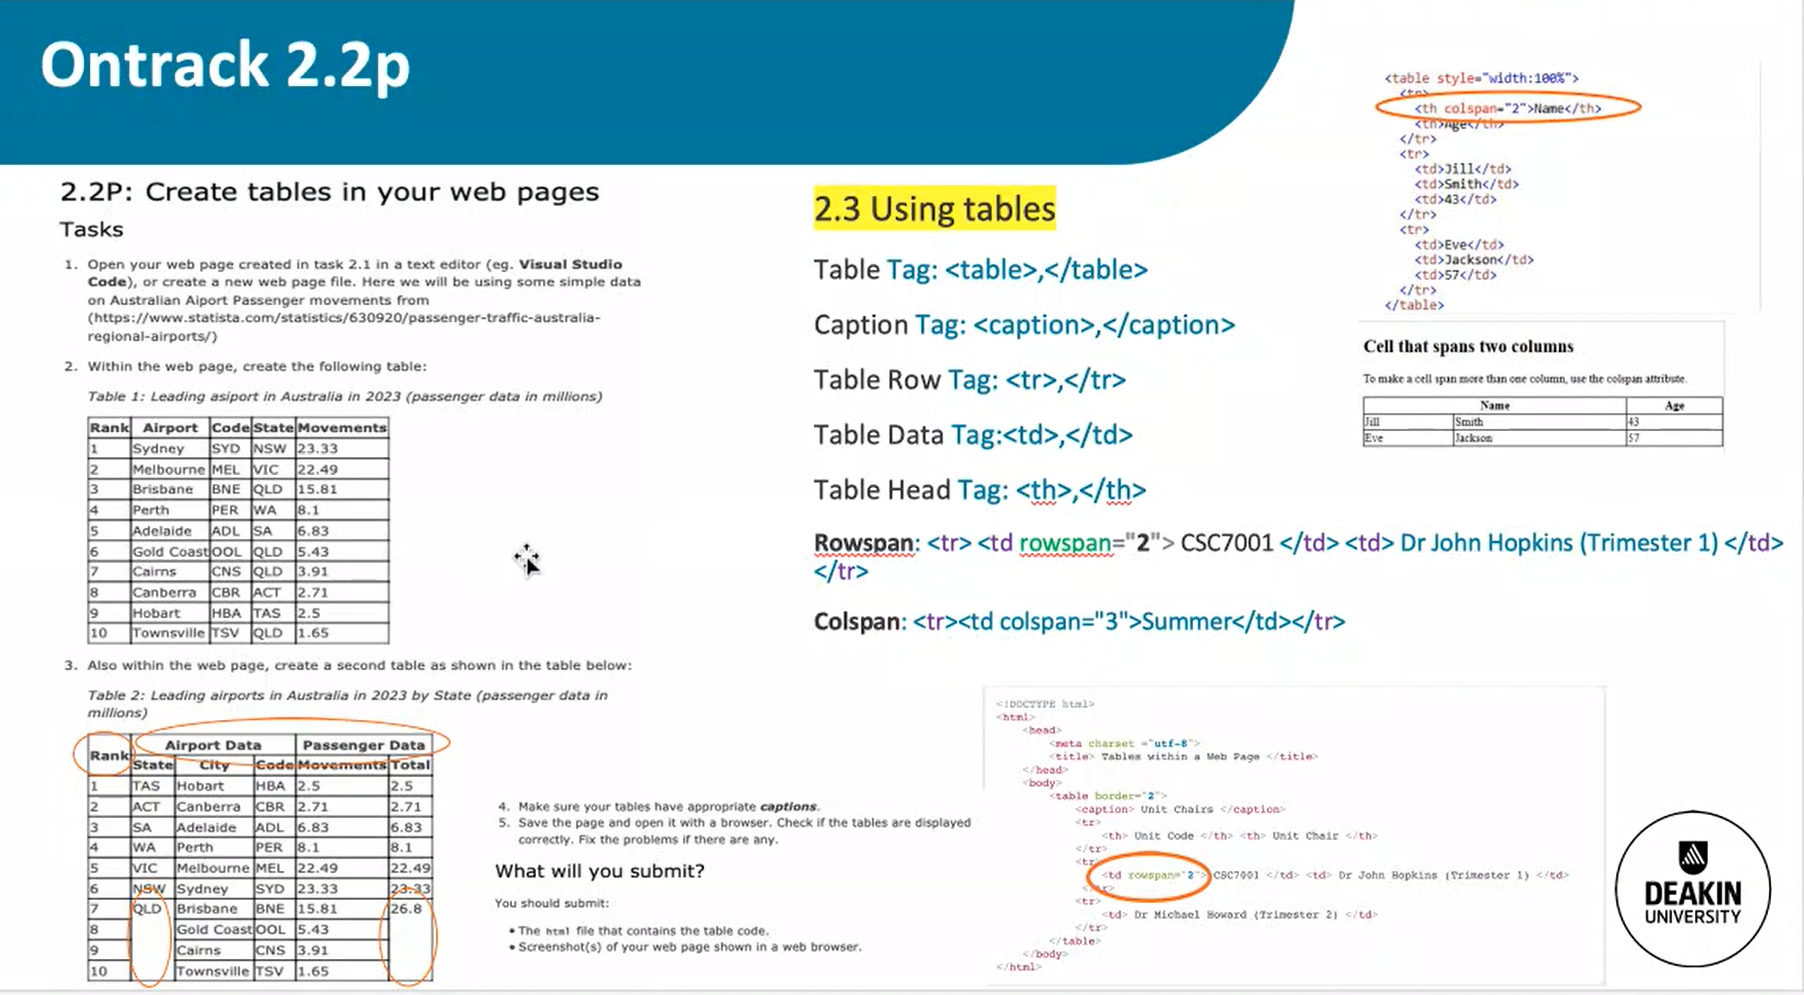 Ontrack 2.2p
2.2P: Create tables in your web pages
Tasks
1. Open your web page created in task 2.1 in a text editor (eg. Visual Studio
Code), or create a new web page file. Here we will be using some simple data
on Australian Aiport Passenger movements from
(https://www.statista.com/statistics/630920/passenger-traffic-australia-
regional-airports/)
2. Within the web page, create the following table:
Table 1: Leading asiport in Australia in 2023 (passenger data in millions)
Rank Airport Code State Movements
1 Sydney SYD NSW 23.33
2 Melbourne MEL VIC 22.49
3 Brisbane BNE QLD 15.81
4 Perth PER WA 8.1
5 Adelaide ADL SA 6.83
6 Gold Coast OOL QLD 5.43
7 Cairns CNS QLD 3.91
8 Canberra CBR ACT 2.71
9 Hobart HBA TAS 2.5
10 Townsville TSV QLD 1.65
3. Also within the web page, create a second table as shown in the table below:
Table 2: Leading airports in Australia in 2023 by State (passenger data in
millions)
Rank Airport Data Passenger Data
State City Code Movements Total
1 TAS Hobart HBA 2.5 2.5
2 ACT Canberra CBR 2.71 2.71
3 SA Adelaide ADL 6.83 6.83
4 WA Perth PER 8.1 8.1
5 VIC Melbourne MEL 22.49 22.49
6 NSW Sydney SYD 23.33 23.33
7 QLD Brisbane BNE 15.81 26.8
8 Gold Coast OOL 5.43
9 Cairns CNS 3.91
10 Townsville TSV 1.65
4. Make sure your tables have appropriate captions.
5. Save the page and open it with a browser. Check if the tables are displayed
correctly. Fix the problems if there are any.
What will you submit?
You should submit:
• The html file that contains the table code.
• Screenshot(s) of your web page shown in a web browser.
2.3 Using tables
Table Tag: <table>,</table>
Caption Tag: <caption>,</caption>
Table Row Tag: <tr>,</tr>
Table Data Tag:<td>,</td>
Table Head Tag: <th>,</th>
Rowspan: <tr> <td rowspan="2"> CSC7001 </td> <td> Dr John Hopkins (Trimester 1) </td>
</tr>
Colspan: <tr><td colspan="3">Summer</td></tr>
<table style="width:100%">
<tr>
<th colspan="2">Name</th>
<th>Age</th>
</tr>
<tr>
<td>Jill</td>
<td>Smith</td>
<td>43</td>
</tr>
<tr>
<td>Eve</td>
<td>Jackson</td>
<td>57</td>
</tr>
</table>
Cell that spans two columns
To make a cell span more than one column, use the colspan attribute.
Name Age
Jill Smith 43
Eve Jackson 57
<!DOCTYPE html>
<html>
<head>
<meta charset ="utf-8">
<title> Tables within a Web Page </title>
</head>
<body>
<table border="2">
<caption> Unit Chairs </caption>
<tr>
<th> Unit Code </th> <th> Unit Chair </th>
</tr>
<tr>
<td rowspan="2"> CSC7001 </td> <td> Dr John Hopkins (Trimester 1) </td>
</tr>
<tr>
<td> Dr Michael Howard (Trimester 2) </td>
</tr>
</table>
</body>
</html>
DEAKIN
UNIVERSITY